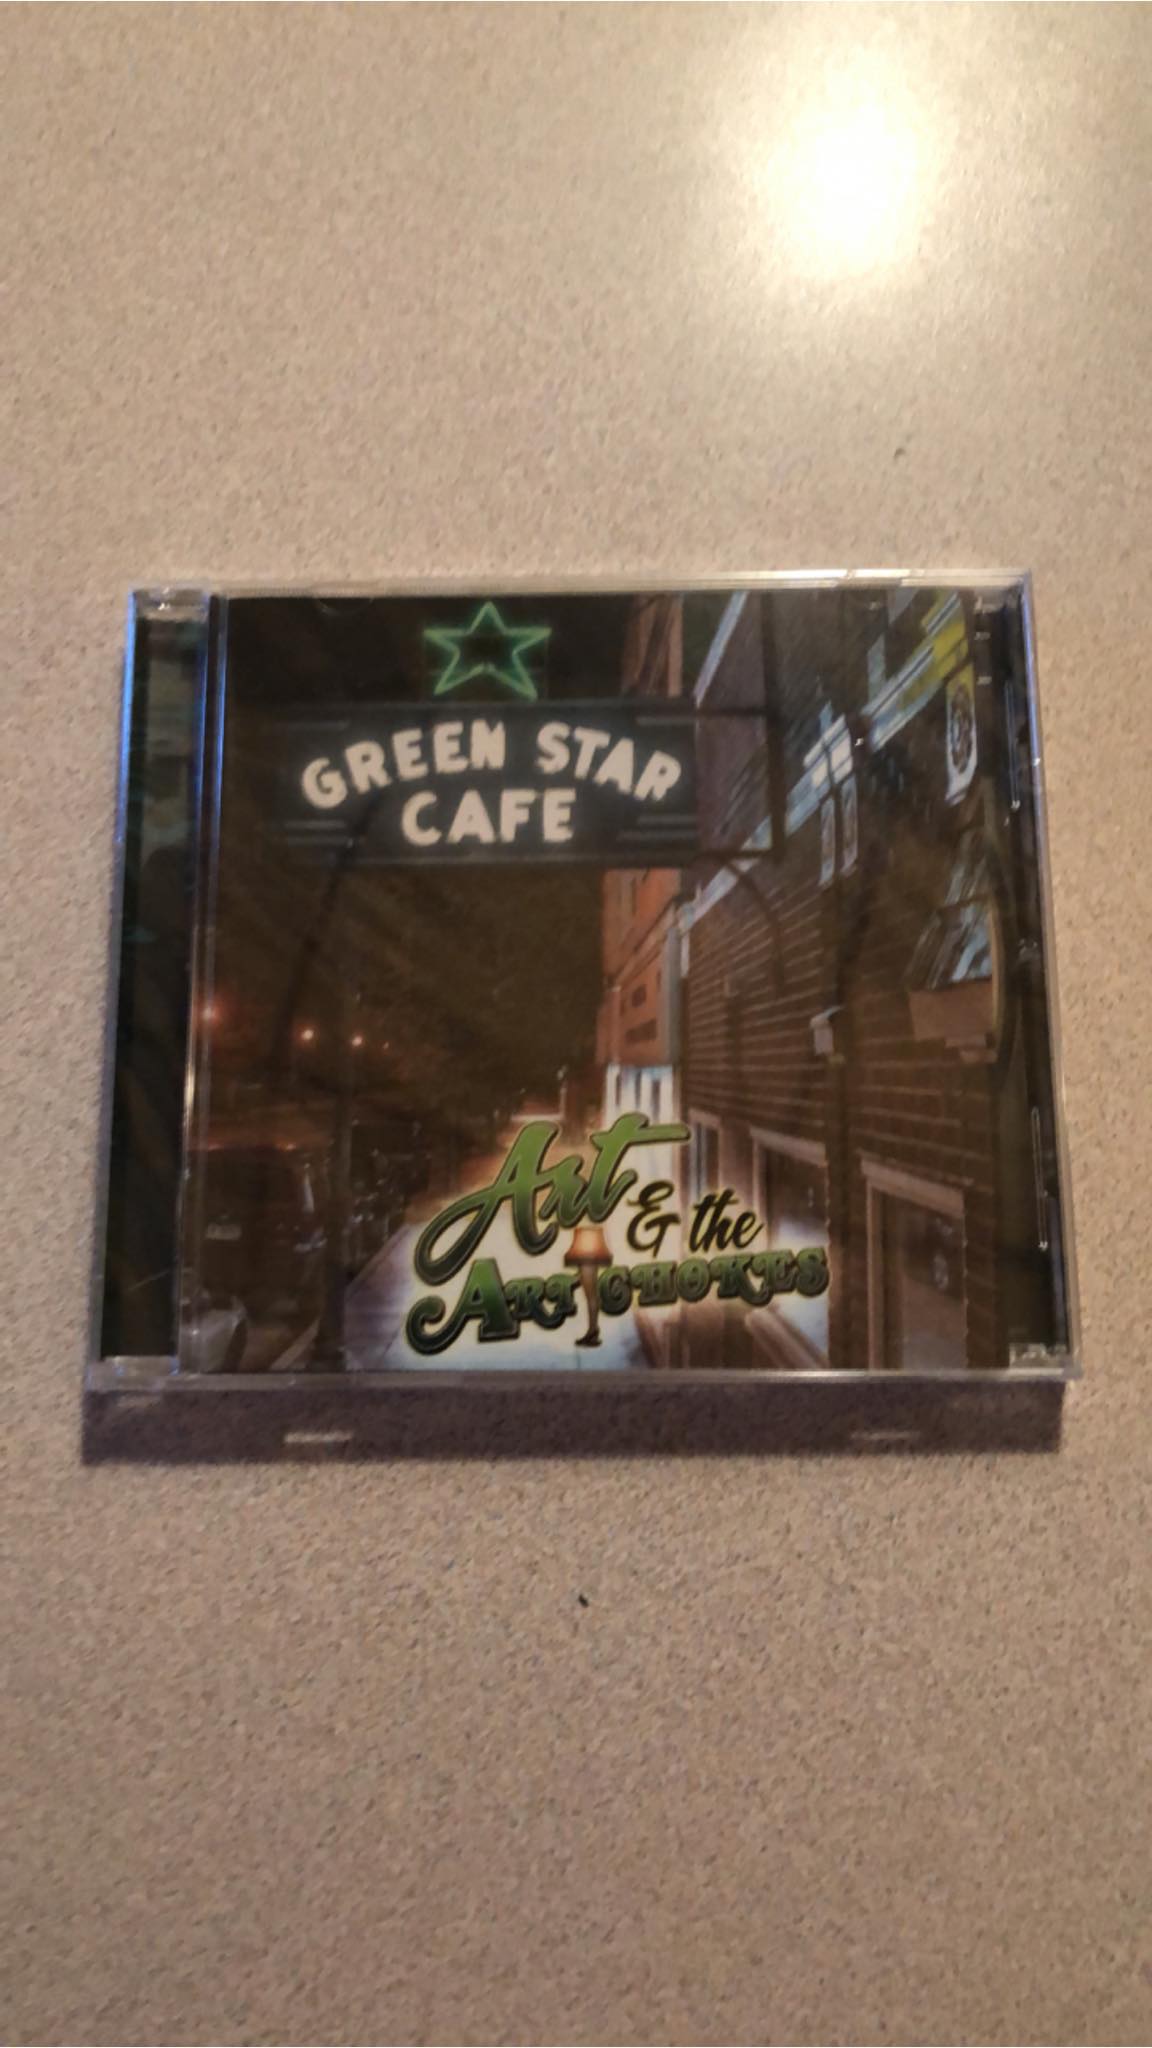 GREEN STAR
CAFE
Art
& the
ARTICHOKES